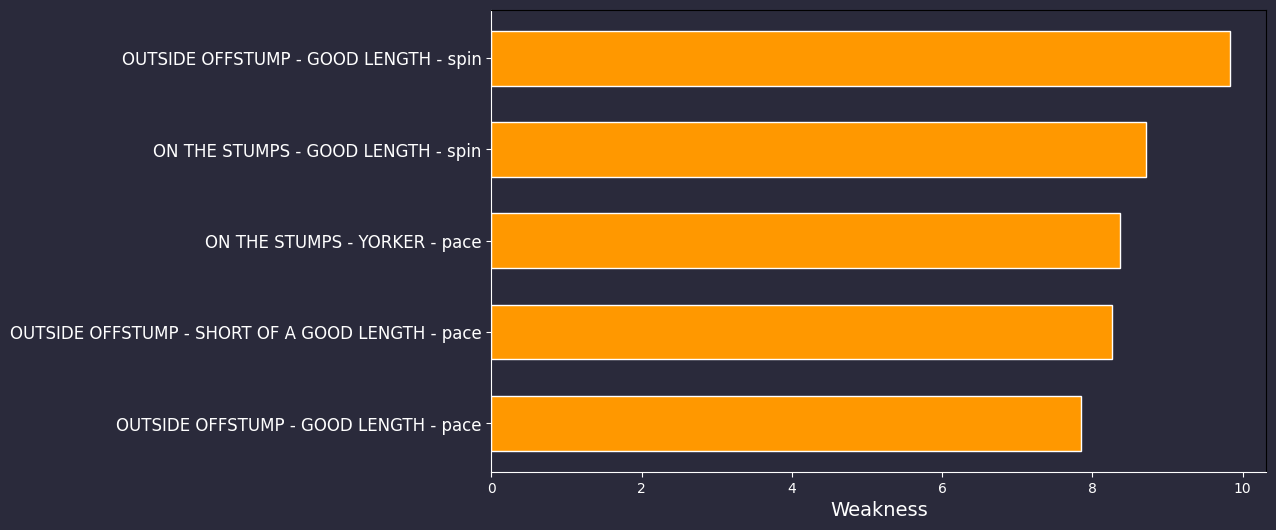 OUTSIDE OFFSTUMP - GOOD LENGTH - spin
ON THE STUMPS - GOOD LENGTH - spin
ON THE STUMPS - YORKER - pace
OUTSIDE OFFSTUMP - SHORT OF A GOOD LENGTH - pace
OUTSIDE OFFSTUMP - GOOD LENGTH - pace
0 2 4 6 8 10
Weakness